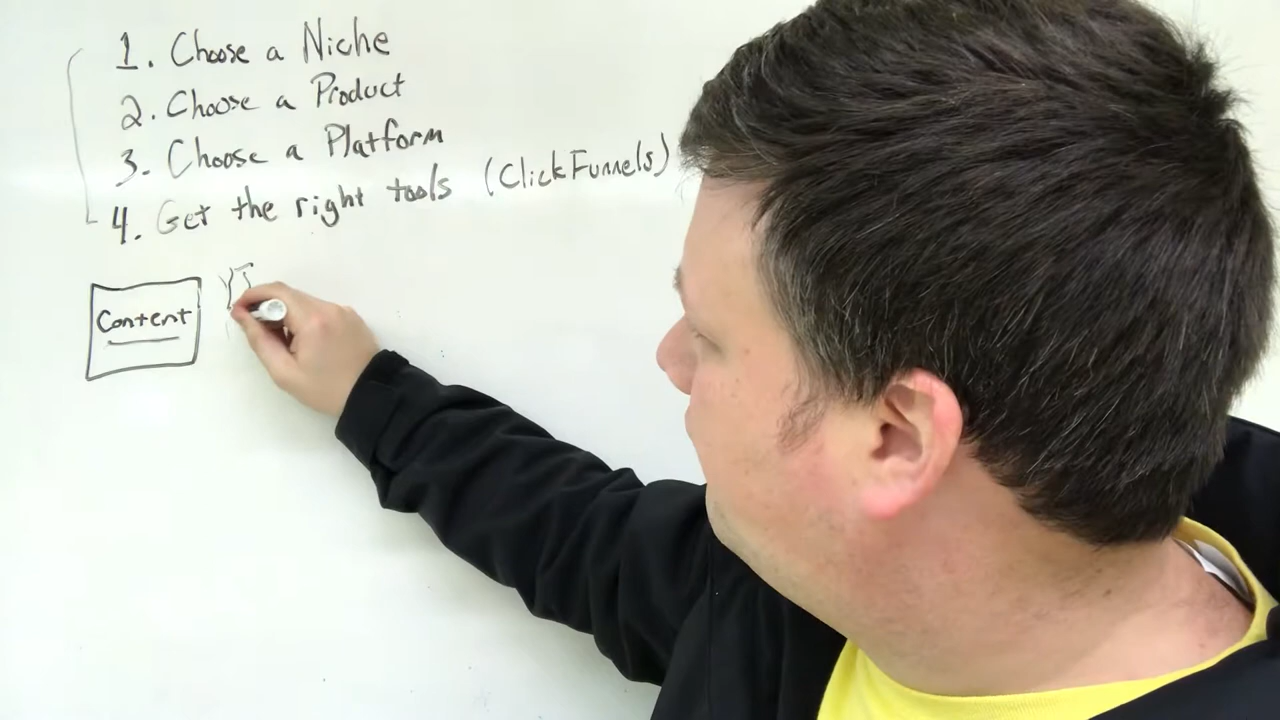 1. Choose a Niche
2. Choose a Product
3. Choose a Platform
4. Get the right tools (ClickFunnels)
Content
YT